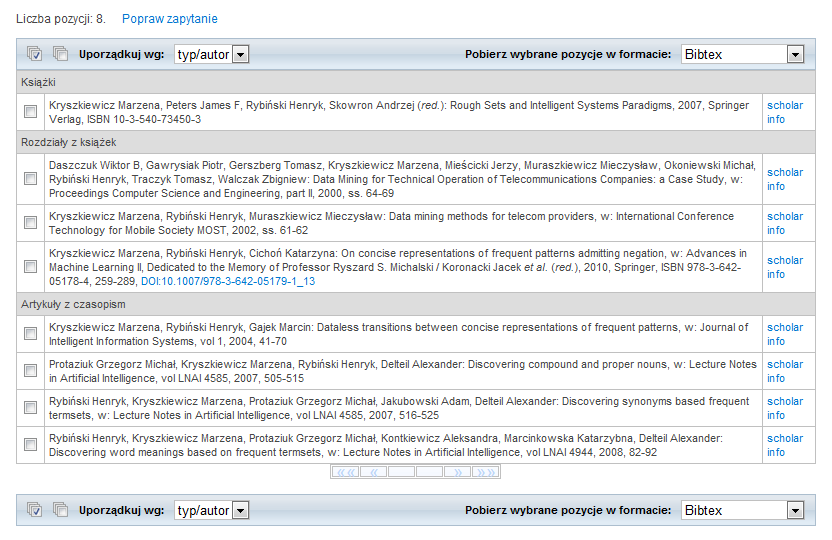 Liczba pozycji: 8. Popraw zapytanie
Uporządkuj wg: typ/autor Pobierz wybrane pozycje w formacie: Bibtex
Książki
Kryszkiewicz Marzena, Peters James F, Rybiński Henryk, Skowron Andrzej (red.): Rough Sets and Intelligent Systems Paradigms, 2007, Springer
Verlag, ISBN 10-3-540-73450-3
scholar
info
Rozdziały z książek
Daszczuk Wiktor B, Gawrysiak Piotr, Gerszberg Tomasz, Kryszkiewicz Marzena, Mieścicki Jerzy, Muraszkiewicz Mieczysław, Okoniewski Michał,
Rybiński Henryk, Traczyk Tomasz, Walczak Zbigniew: Data Mining for Technical Operation of Telecommunications Companies: a Case Study, w:
Proceedings Computer Science and Engineering, part II, 2000, ss. 64-69
scholar
info
Kryszkiewicz Marzena, Rybiński Henryk, Muraszkiewicz Mieczysław: Data mining methods for telecom providers, w: International Conference
Technology for Mobile Society MOST, 2002, ss. 61-62
scholar
info
Kryszkiewicz Marzena, Rybiński Henryk, Cichoń Katarzyna: On concise representations of frequent patterns admitting negation, w: Advances in
Machine Learning II, Dedicated to the Memory of Professor Ryszard S. Michalski / Koronacki Jacek et al. (red.), 2010, Springer, ISBN 978-3-642-
05178-4, 259-289, DOI:10.1007/978-3-642-05179-1_13
scholar
info
Artykuły z czasopism
Kryszkiewicz Marzena, Rybiński Henryk, Gajek Marcin: Dataless transitions between concise representations of frequent patterns, w: Journal of
Intelligent Information Systems, vol 1, 2004, 41-70
scholar
info
Protaziuk Grzegorz Michał, Kryszkiewicz Marzena, Rybiński Henryk, Delteil Alexander: Discovering compound and proper nouns, w: Lecture Notes
in Artificial Intelligence, vol LNAI 4585, 2007, 505-515
scholar
info
Rybiński Henryk, Kryszkiewicz Marzena, Protaziuk Grzegorz Michał, Jakubowski Adam, Delteil Alexander: Discovering synonyms based frequent
termsets, w: Lecture Notes in Artificial Intelligence, vol LNAI 4585, 2007, 516-525
scholar
info
Rybiński Henryk, Kryszkiewicz Marzena, Protaziuk Grzegorz Michał, Kontkiewicz Aleksandra, Marcinkowska Katarzybna, Delteil Alexander:
Discovering word meanings based on frequent termsets, w: Lecture Notes in Artificial Intelligence, vol LNAI 4944, 2008, 82-92
scholar
info
«« « » »»
Uporządkuj wg: typ/autor Pobierz wybrane pozycje w formacie: Bibtex